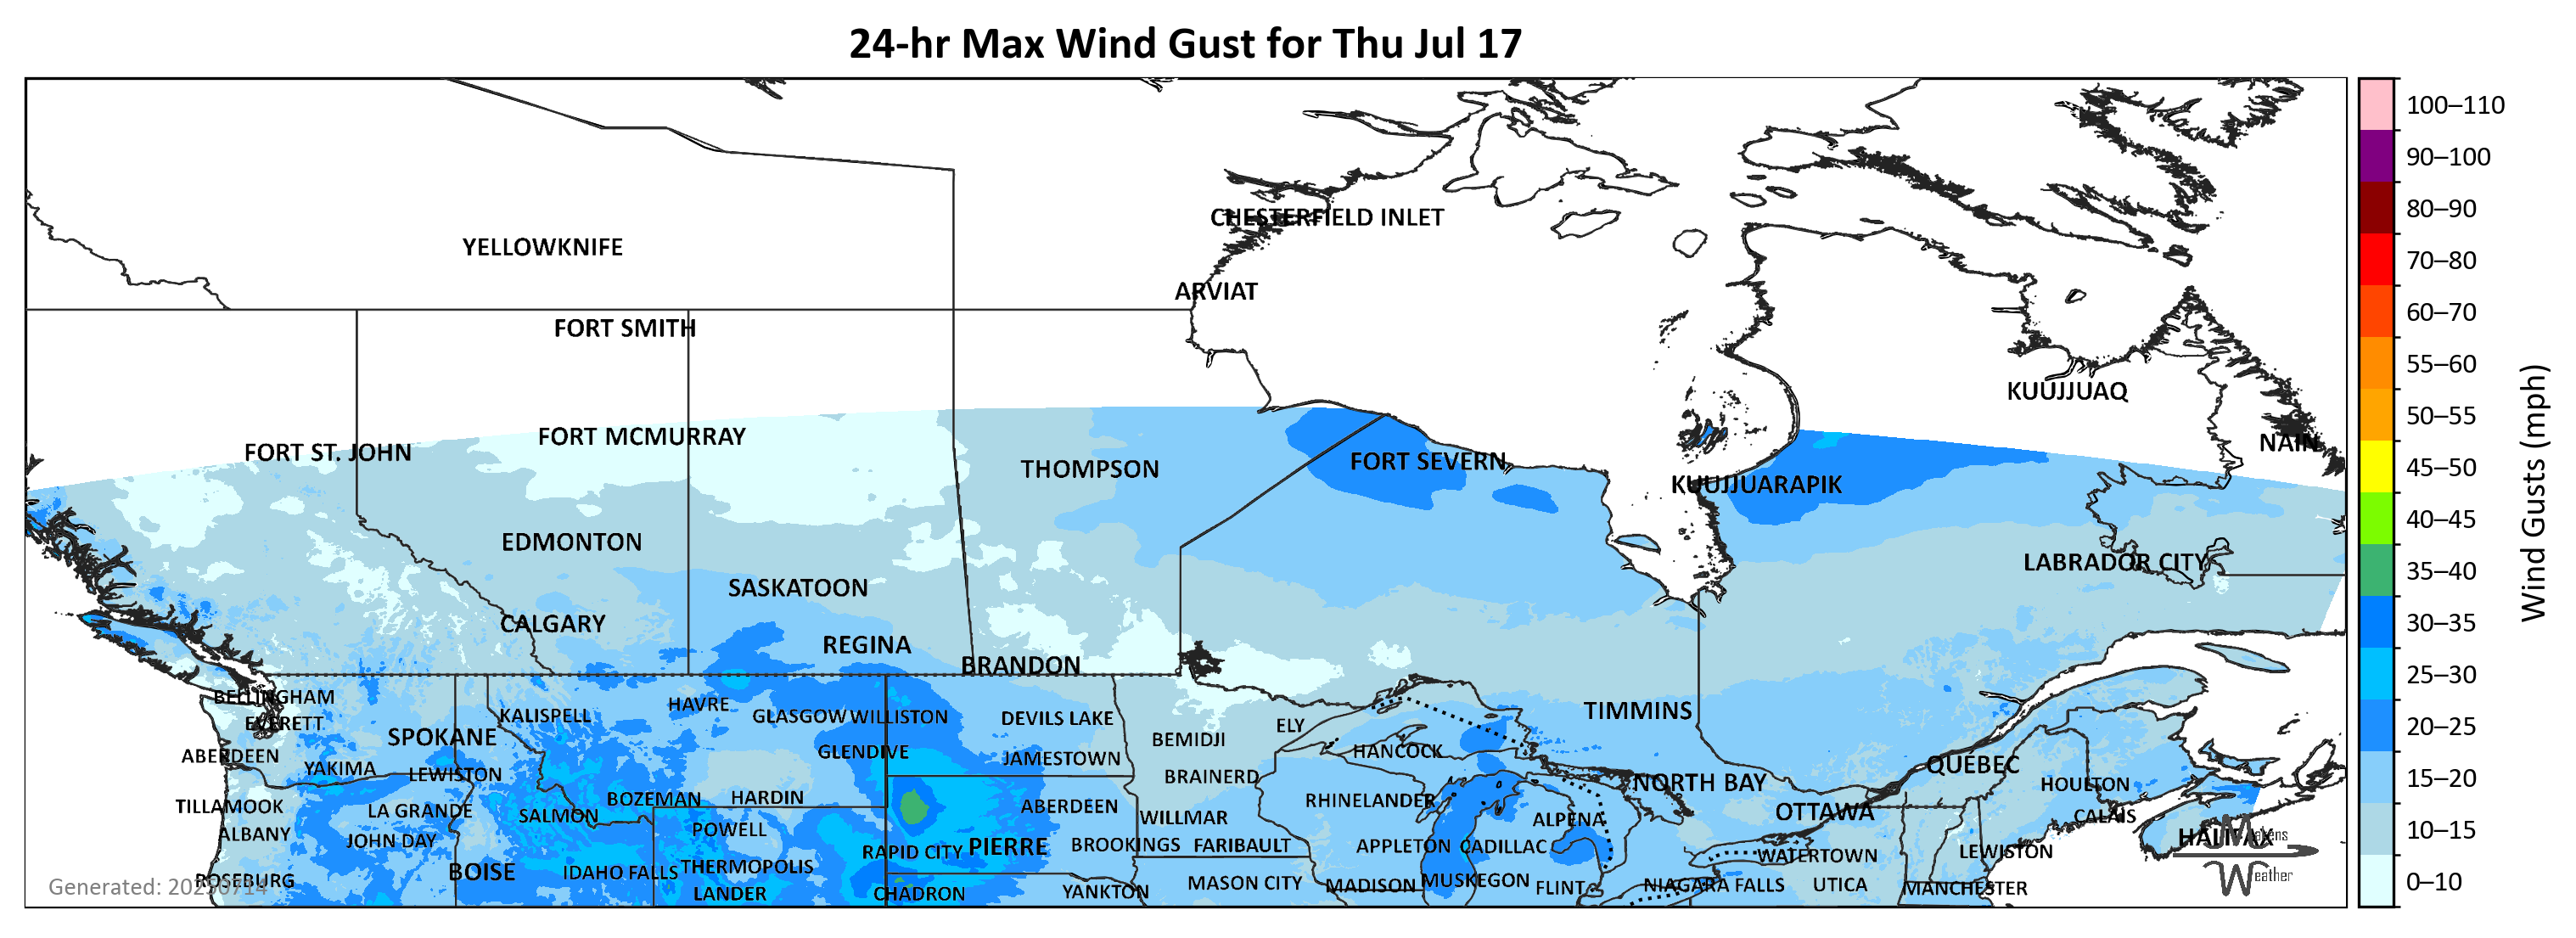 24-hr Max Wind Gust for Thu Jul 17
100–110
90–100
80–90
70–80
60–70
55–60
50–55
45–50
40–45
35–40
30–35
25–30
20–25
15–20
10–15
0–10
Wind Gusts (mph)
CHESTERFIELD INLET
YELLOWKNIFE
ARVIAT
FORT SMITH
KUUJJUAQ
FORT MCMURRAY
NAIN
FORT ST. JOHN
FORT SEVERN
THOMPSON
KUUJJUARAPIK
EDMONTON
LABRADOR CITY
SASKATOON
CALGARY
REGINA
BRANDON
BELLINGHAM
HAVRE
TIMMINS
KALISPELL
GLASGOW
WILLISTON
DEVILS LAKE
EVERETT
ELY
SPOKANE
BEMIDJI
ABERDEEN
GLENDIVE
HANCOCK
JAMESTOWN
QUÉBEC
YAKIMA
LEWISTON
BRAINERD
NORTH BAY
HOULTON
BOZEMAN
HARDIN
RHINELANDER
TILLAMOOK
LA GRANDE
ABERDEEN
OTTAWA
SALMON
WILLMAR
ALPENA
CALAIS
ALBANY
POWELL
HALIFAX
JOHN DAY
RAPID CITY
PIERRE
BROOKINGS
FARIBAULT
APPLETON
CADILLAC
LEWISTON
WATERTOWN
BOISE
IDAHO FALLS
THERMOPOLIS
ROSEBURG
MASON CITY
MADISON
MUSKEGON
FLINT
NIAGARA FALLS
UTICA
MANCHESTER
LANDER
CHADRON
YANKTON
Generated: 20250714
Makens
Weather